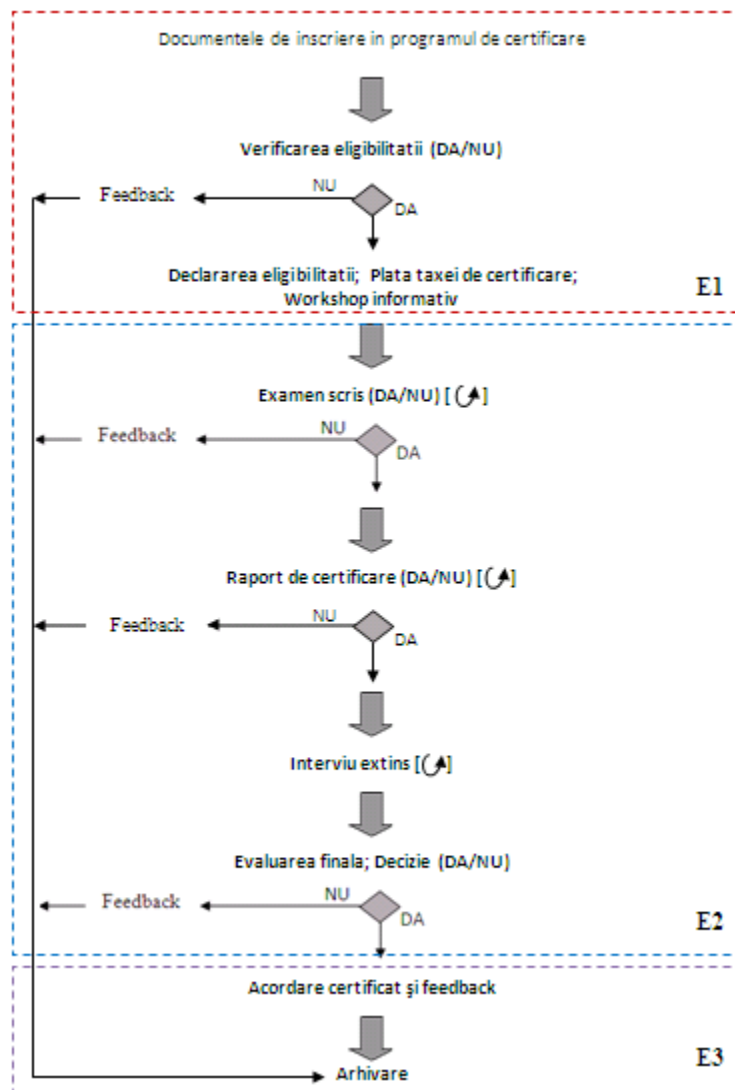 Documentele de inscriere in programul de certificare
Verificarea eligibilitatii (DA/NU)
Feedback
NU
DA
Declararea eligibilitatii; Plata taxei de certificare;
Workshop informativ
E1
Examen scris (DA/NU) [ ]
Feedback
NU
DA
Raport de certificare (DA/NU) [ ]
Feedback
NU
DA
Interviu extins [ ]
Evaluarea finala; Decizie (DA/NU)
Feedback
NU
DA
E2
Acordare certificat și feedback
E3
Arhivare